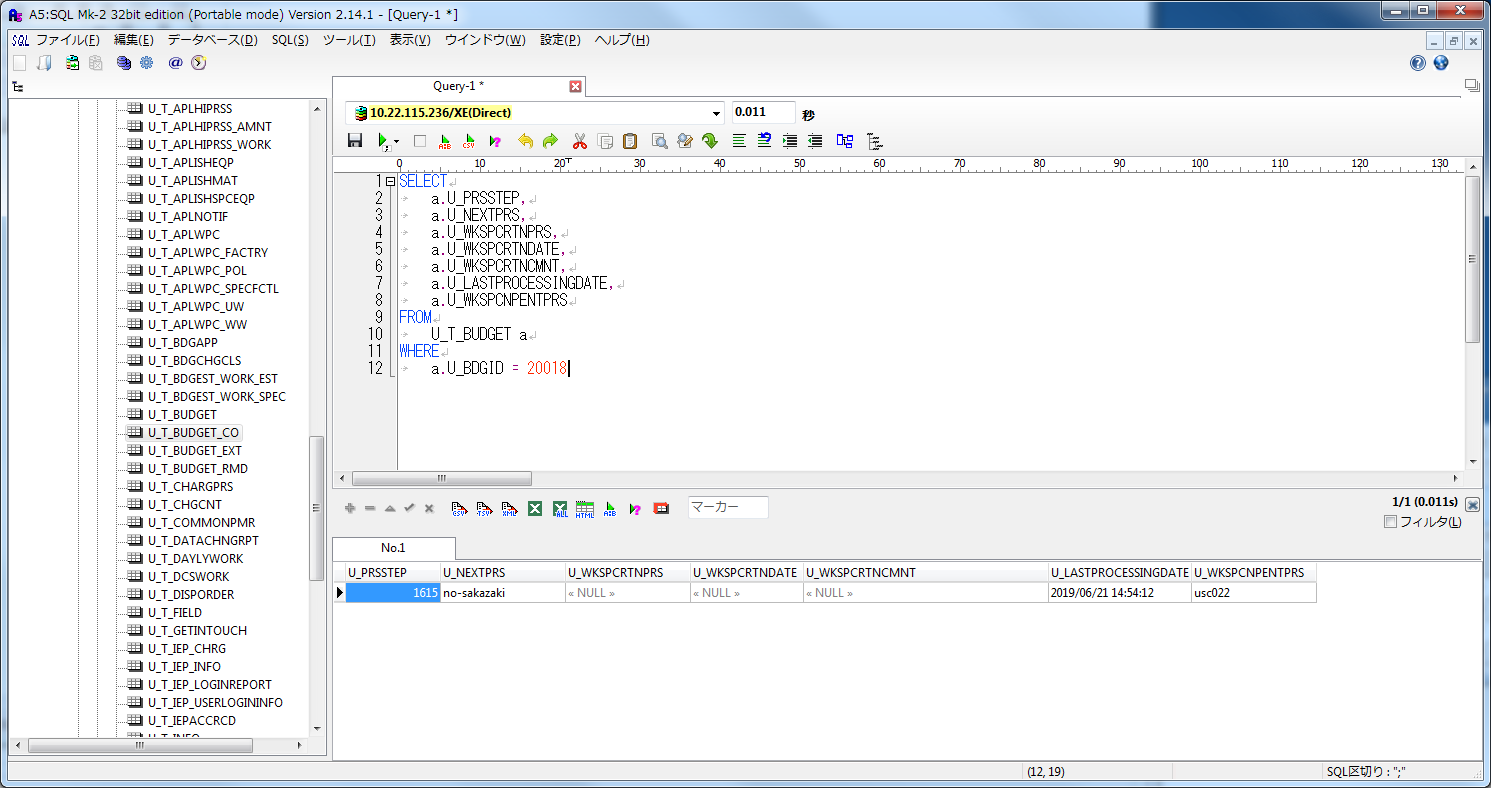 A5:SQL Mk-2 32bit edition (Portable mode) Version 2.14.1 - [Query-1 *]
SQL ファイル(F) 編集(E) データベース(D) SQL(S) ツール(T) 表示(V) ウインドウ(W) 設定(P) ヘルプ(H)
U_T_APLHIPRSS
U_T_APLHIPRSS_AMNT
U_T_APLHIPRSS_WORK
U_T_APLISHEQP
U_T_APLISHMAT
U_T_APLISHSPCEQP
U_T_APLNOTIF
U_T_APLWPC
U_T_APLWPC_FACTRY
U_T_APLWPC_POL
U_T_APLWPC_SPECFCTL
U_T_APLWPC_UW
U_T_APLWPC_WW
U_T_BDGAPP
U_T_BDGCHGCLS
U_T_BDGEST_WORK_EST
U_T_BDGEST_WORK_SPEC
U_T_BUDGET
U_T_BUDGET_CO
U_T_BUDGET_EXT
U_T_BUDGET_RMD
U_T_CHARGPRS
U_T_CHGCNT
U_T_COMMONPMR
U_T_DATACHNGRPT
U_T_DAYLYWORK
U_T_DCSWORK
U_T_DISPORDER
U_T_FIELD
U_T_GETINTOUCH
U_T_IEP_CHRG
U_T_IEP_INFO
U_T_IEP_LOGINREPORT
U_T_IEP_USERLOGININFO
U_T_IEPACCRCD
Query-1 *
10.22.115.236/XE(Direct) 0.011 秒
0 10 20 30 40 50 60 70 80 90 100 110 120 130
1 SELECT
2 a.U_PRSSTEP,
3 a.U_NEXTPRS,
4 a.U_WKSPCRTNPRS,
5 a.U_WKSPCRTNDATE,
6 a.U_WKSPCRTNCMNT,
7 a.U_LASTPROCESSINGDATE,
8 a.U_WKSPCNPENTPRS
9 FROM
10 U_T_BUDGET a
11 WHERE
12 a.U_BDGID = 20018
マーカー
1/1 (0.011s)
フィルタ(L)
No.1
U_PRSSTEP U_NEXTPRS U_WKSPCRTNPRS U_WKSPCRTNDATE U_WKSPCRTNCMNT U_LASTPROCESSINGDATE U_WKSPCNPENTPRS
1615 no-sakazaki « NULL » « NULL » « NULL » 2019/06/21 14:54:12 usc022
(12, 19) SQL区切り : ";"